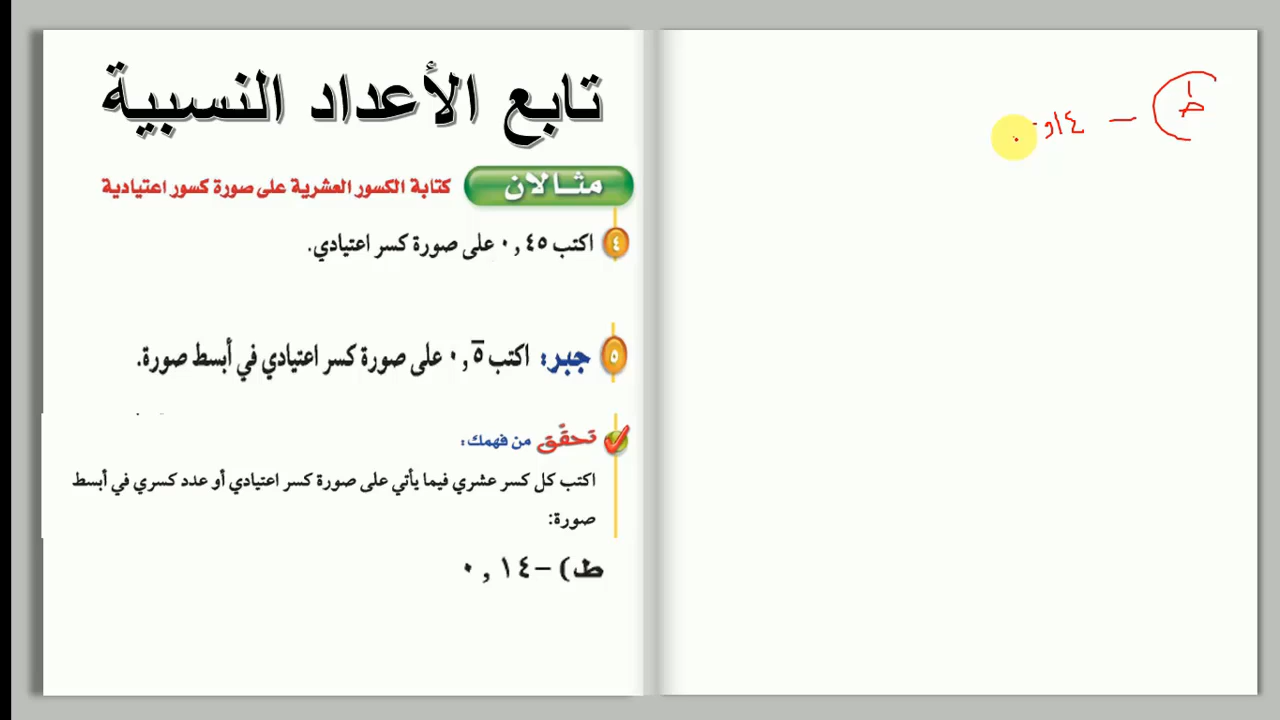 تابع الأعداد النسبية
مثالان كتابة الكسور العشرية على صورة كسور اعتيادية
٤ اكتب ٠,٤٥ على صورة كسر اعتيادي.
٥ جبر: اكتب ٠,٥̅ على صورة كسر اعتيادي في أبسط صورة.
تحقّق من فهمك:
اكتب كل كسر عشري فيما يأتي على صورة كسر اعتيادي أو عدد كسري في أبسط
صورة:
ط) -٠,١٤
ط) - ٠,١٤